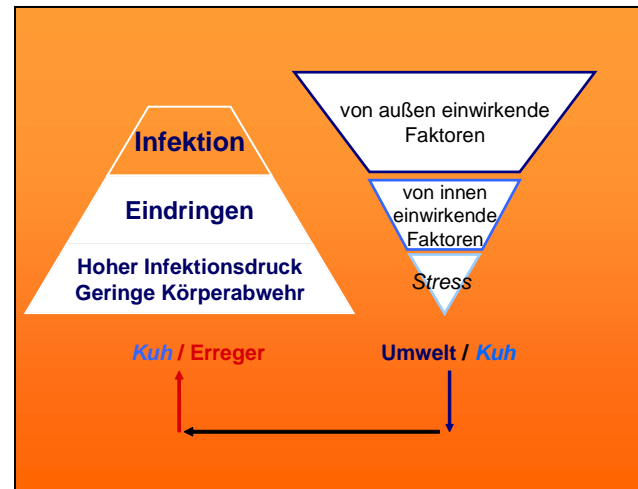 Infektion
Eindringen
Hoher Infektionsdruck
Geringe Körperabwehr
Kuh / Erreger
von außen einwirkende
Faktoren
von innen
einwirkende
Faktoren
Stress
Umwelt / Kuh